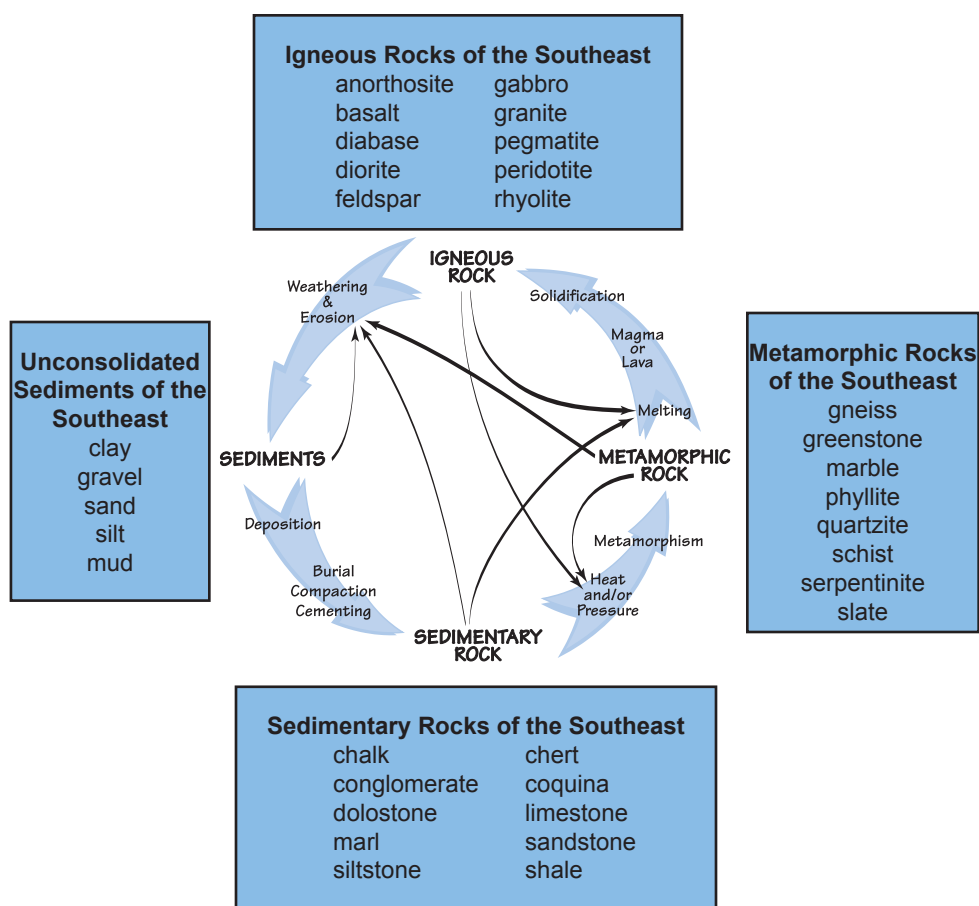 Igneous Rocks of the Southeast
anorthosite gabbro
basalt granite
diabase pegmatite
diorite peridotite
feldspar rhyolite
IGNEOUS
ROCK
Weathering
&
Erosion
Solidification
Magma
or
Lava
Melting
Unconsolidated
Sediments of the
Southeast
clay
gravel
sand
silt
mud
SEDIMENTS
METAMORPHIC
ROCK
Metamorphic Rocks
of the Southeast
gneiss
greenstone
marble
phyllite
quartzite
schist
serpentinite
slate
Deposition
Burial
Compaction
Cementing
Metamorphism
Heat
and/or
Pressure
SEDIMENTARY
ROCK
Sedimentary Rocks of the Southeast
chalk chert
conglomerate coquina
dolostone limestone
marl sandstone
siltstone shale